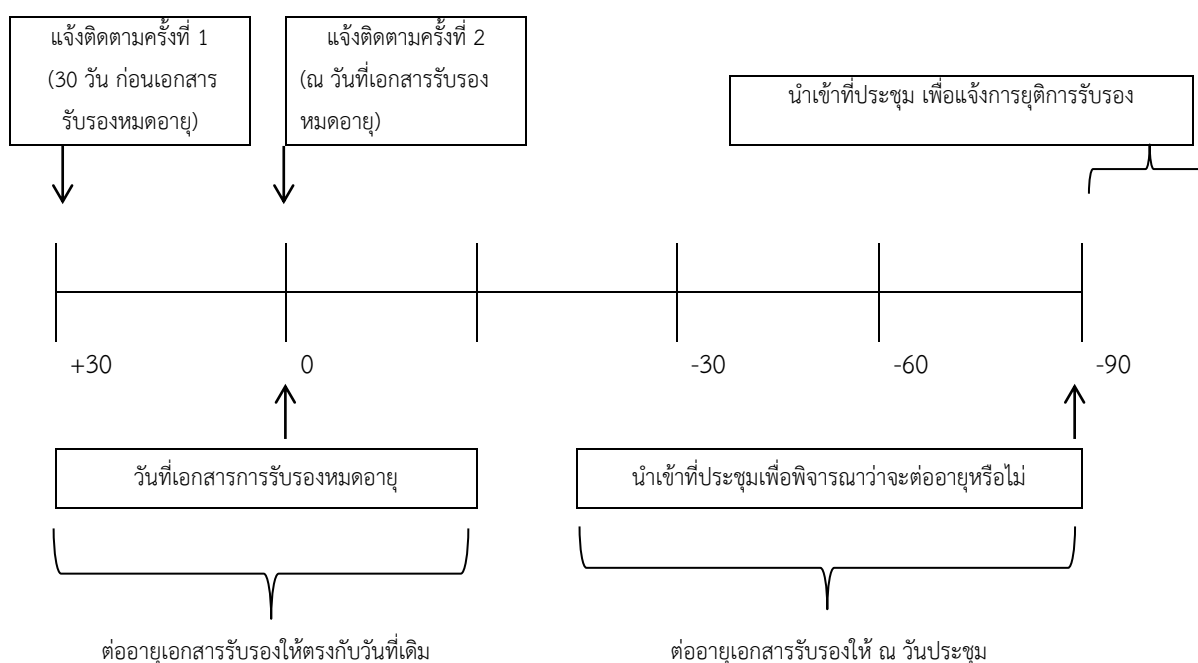 แจ้งติดตามครั้งที่ 1
(30 วัน ก่อนเอกสาร
รับรองหมดอายุ)
แจ้งติดตามครั้งที่ 2
(ณ วันที่เอกสารรับรอง
หมดอายุ)
นำเข้าที่ประชุม เพื่อแจ้งการยุติการรับรอง
+30
0
-30
-60
-90
วันที่เอกสารการรับรองหมดอายุ
นำเข้าที่ประชุมเพื่อพิจารณาว่าจะต่ออายุหรือไม่
ต่ออายุเอกสารรับรองให้ตรงกับวันที่เดิม
ต่ออายุเอกสารรับรองให้ ณ วันประชุม